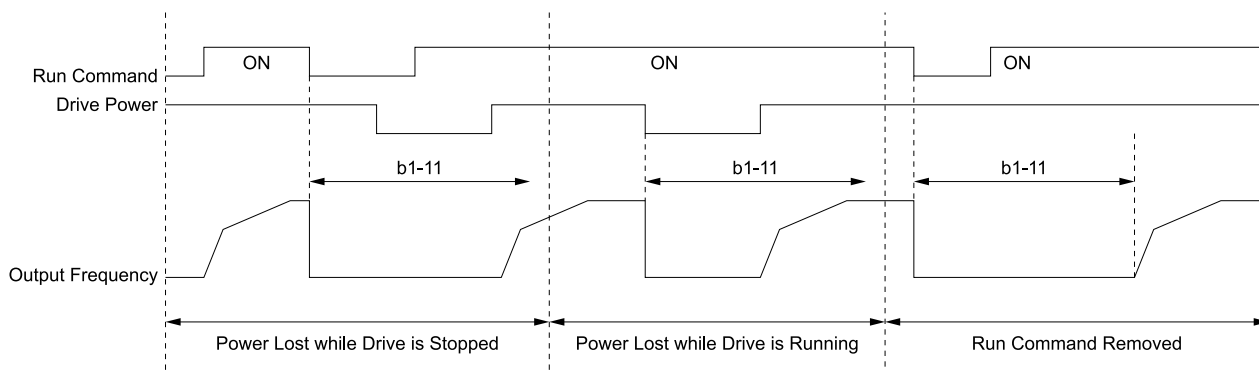 Run Command
ON
ON
ON
Drive Power
b1-11
b1-11
b1-11
Output Frequency
Power Lost while Drive is Stopped
Power Lost while Drive is Running
Run Command Removed